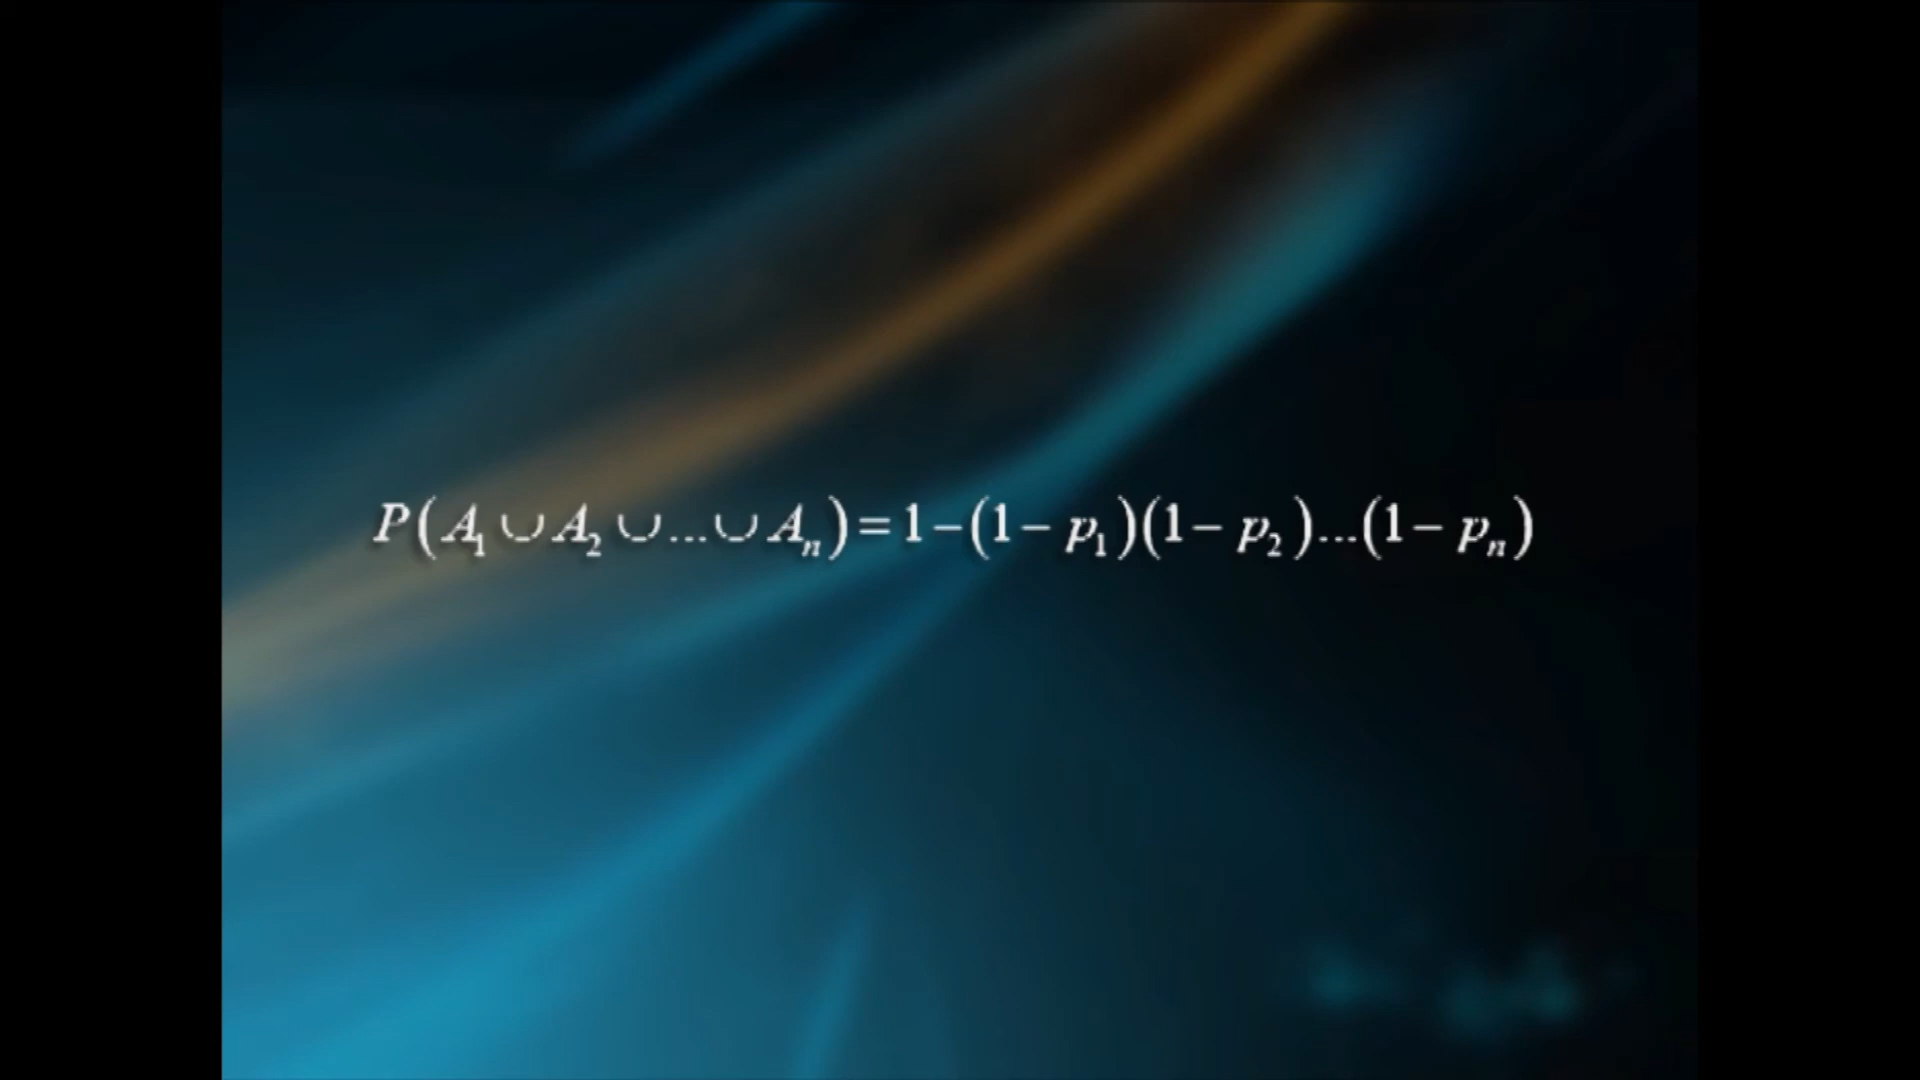 P(A₁ ∪ A₂ ∪ ... ∪ Aₙ) = 1 − (1 − p₁)(1 − p₂)...(1 − pₙ)